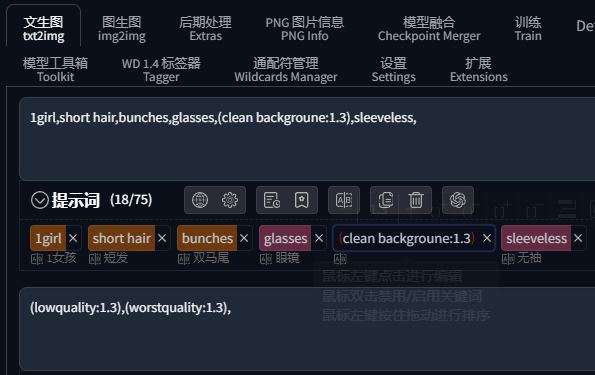 文生图 图生图 后期处理 PNG 图片信息 模型融合 训练
txt2img img2img Extras PNG Info Checkpoint Merger Train De
模型工具箱 WD 1.4 标签器 通配符管理 设置 扩展
Toolkit Tagger Wildcards Manager Settings Extensions
1girl,short hair,bunches,glasses,(clean backgroune:1.3),sleeveless,
提示词 (18/75)
1girl × short hair × bunches × glasses × (clean backgroune:1.3) × sleeveless ×
1女孩 短发 双马尾 眼镜 无袖
鼠标左键点击进行编辑
鼠标双击禁用/启用关键词
鼠标左键按住拖动进行排序
(lowquality:1.3),(worstquality:1.3),